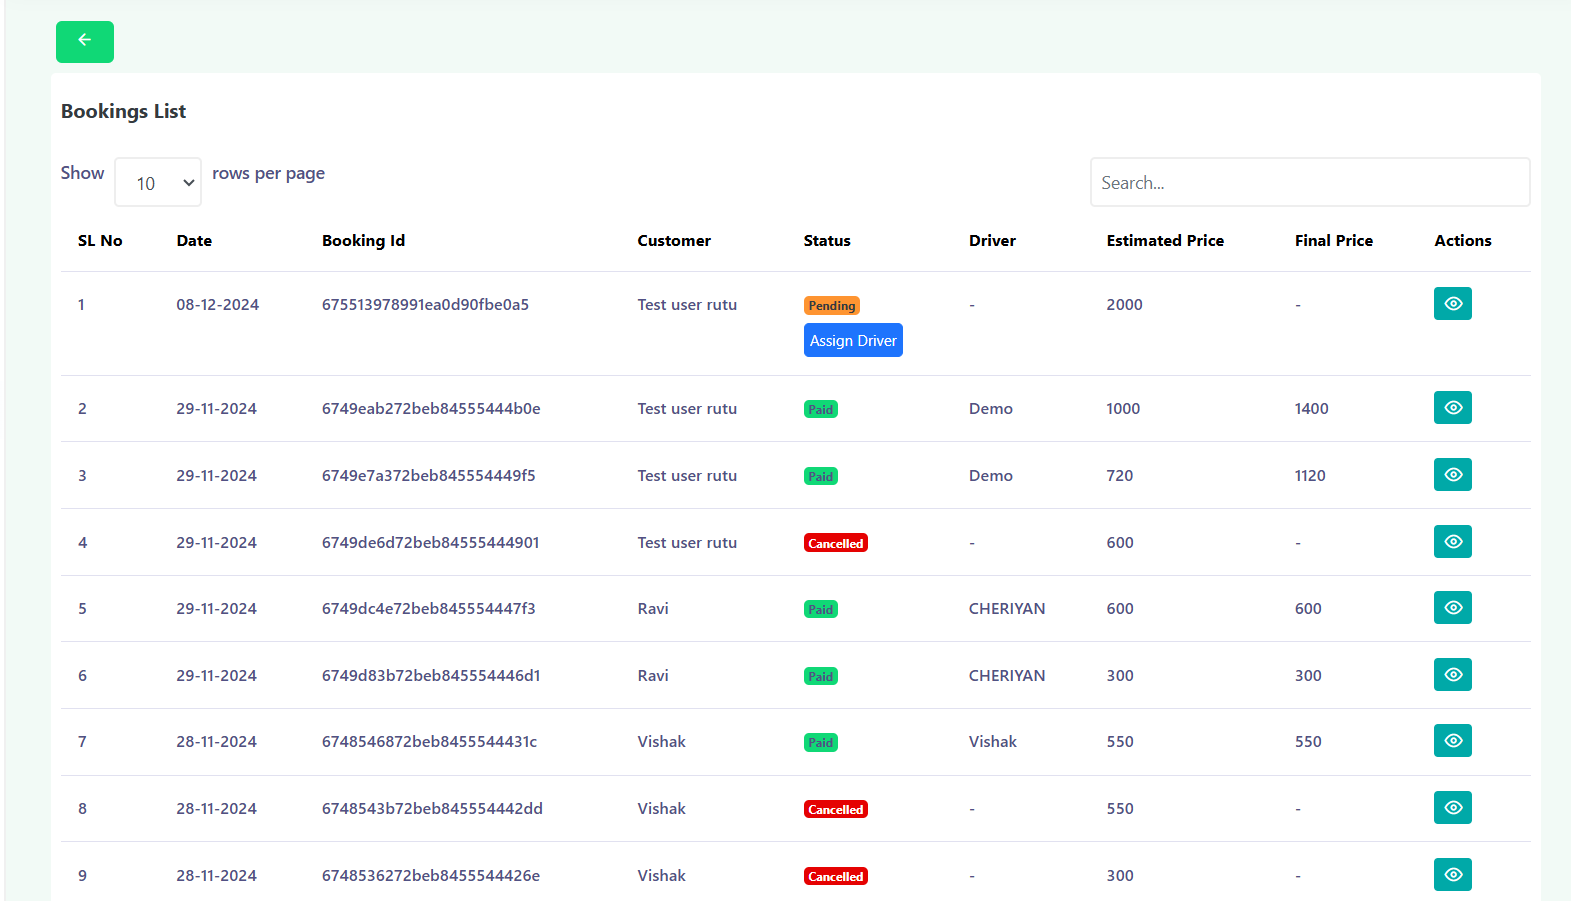 Bookings List
Show 10 rows per page Search...
SL No Date Booking Id Customer Status Driver Estimated Price Final Price Actions
1 08-12-2024 675513978991ea0d90fbe0a5 Test user rutu Pending - 2000 -
Assign Driver
2 29-11-2024 6749eab272beb84555444b0e Test user rutu Paid Demo 1000 1400
3 29-11-2024 6749e7a372beb845554449f5 Test user rutu Paid Demo 720 1120
4 29-11-2024 6749de6d72beb84555444901 Test user rutu Cancelled - 600 -
5 29-11-2024 6749dc4e72beb845554447f3 Ravi Paid CHERIYAN 600 600
6 29-11-2024 6749d83b72beb845554446d1 Ravi Paid CHERIYAN 300 300
7 28-11-2024 6748546872beb8455544431c Vishak Paid Vishak 550 550
8 28-11-2024 6748543b72beb845554442dd Vishak Cancelled - 550 -
9 28-11-2024 6748536272beb8455544426e Vishak Cancelled - 300 -